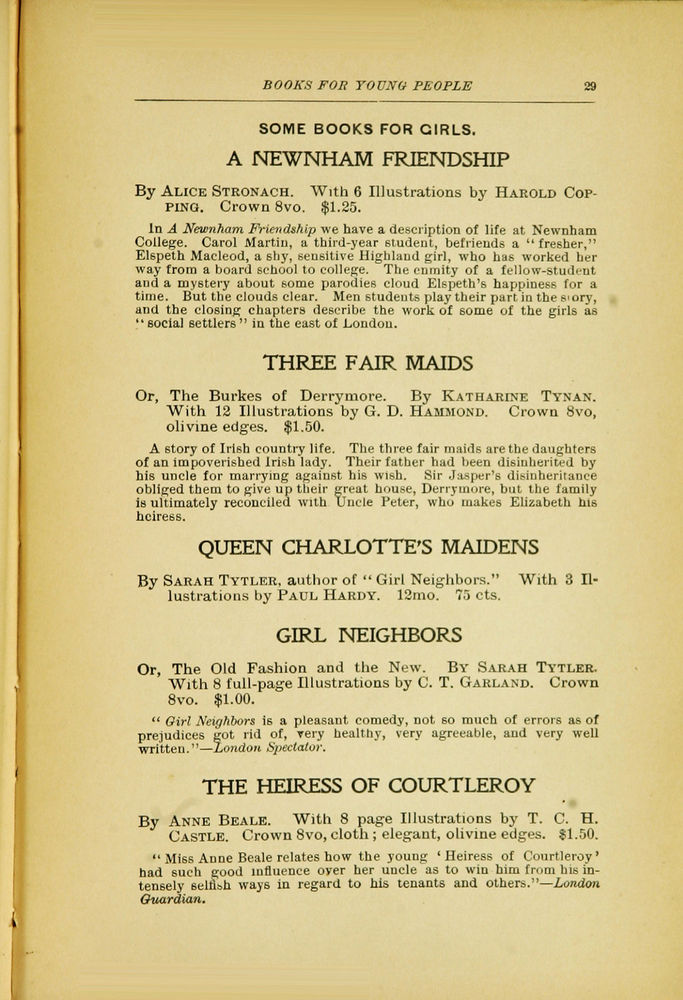 BOOKS FOR YOUNG PEOPLE 29
SOME BOOKS FOR GIRLS.
A NEWNHAM FRIENDSHIP
By ALICE STRONACH. With 6 Illustrations by HAROLD COP-
PING. Crown 8vo. $1.25.
In A Newnham Friendship we have a description of life at Newnham
College. Carol Martin, a third-year student, befriends a "fresher,"
Elspeth Macleod, a shy, sensitive Highland girl, who has worked her
way from a board school to college. The enmity of a fellow-student
and a mystery about some parodies cloud Elspeth's happiness for a
time. But the clouds clear. Men students play their part in the story,
and the closing chapters describe the work of some of the girls as
"social settlers" in the east of London.
THREE FAIR MAIDS
Or, The Burkes of Derrymore. By KATHARINE TYNAN.
With 12 Illustrations by G. D. HAMMOND. Crown 8vo,
olivine edges. $1.50.
A story of Irish country life. The three fair maids are the daughters
of an impoverished Irish lady. Their father had been disinherited by
his uncle for marrying against his wish. Sir Jasper's disinheritance
obliged them to give up their great house, Derrymore, but the family
is ultimately reconciled with Uncle Peter, who makes Elizabeth his
heiress.
QUEEN CHARLOTTE'S MAIDENS
By SARAH TYTLER, author of "Girl Neighbors." With 3 Il-
lustrations by PAUL HARDY. 12mo. 75 cts.
GIRL NEIGHBORS
Or, The Old Fashion and the New. BY SARAH TYTLER.
With 8 full-page Illustrations by C. T. GARLAND. Crown
8vo. $1.00.
"Girl Neighbors is a pleasant comedy, not so much of errors as of
prejudices got rid of, very healthy, very agreeable, and very well
written."—London Spectator.
THE HEIRESS OF COURTLEROY
By ANNE BEALE. With 8 page Illustrations by T. C. H.
CASTLE. Crown 8vo, cloth; elegant, olivine edges. $1.50.
"Miss Anne Beale relates how the young 'Heiress of Courtleroy'
had such good influence over her uncle as to win him from his in-
tensely selfish ways in regard to his tenants and others."—London
Guardian.